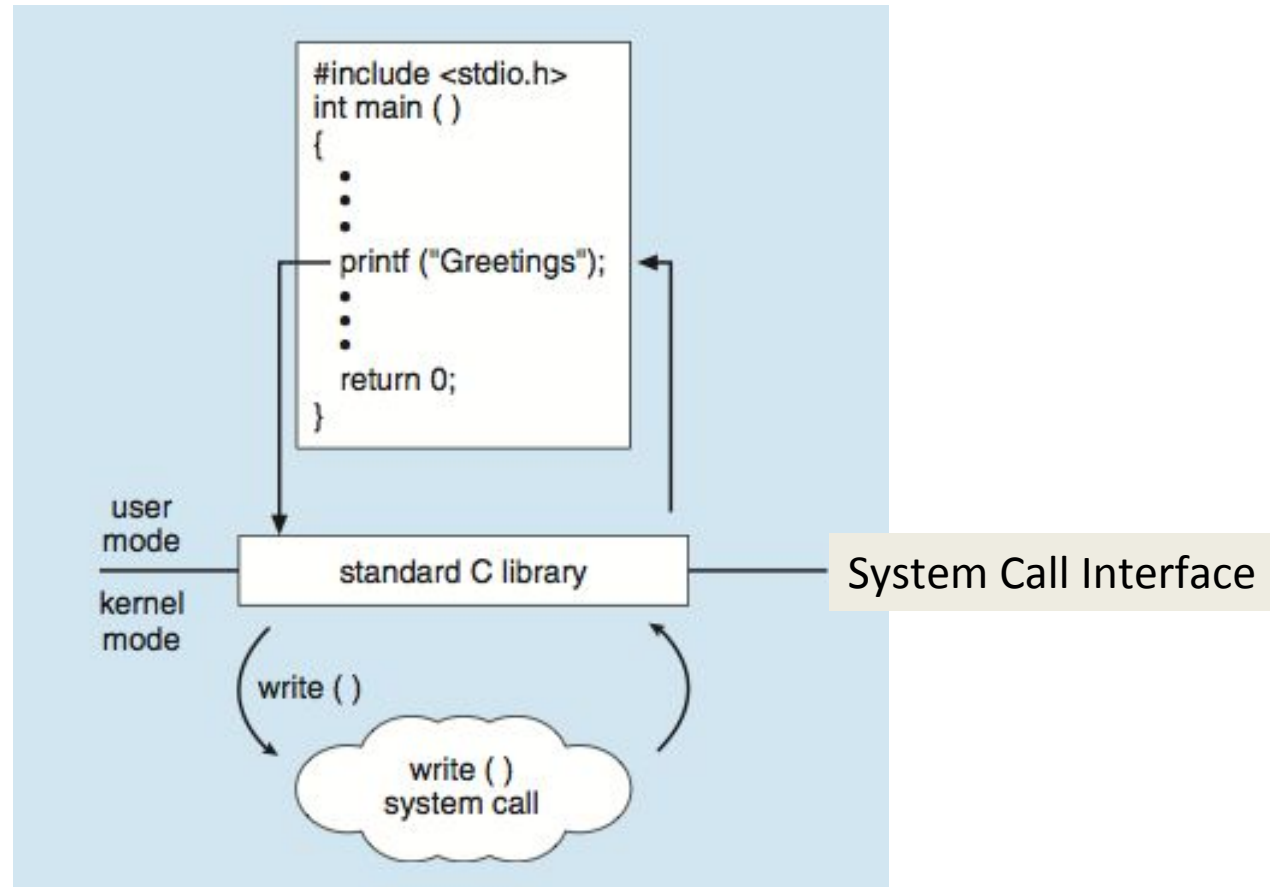 #include <stdio.h>
int main ( )
{
•
•
•
printf ("Greetings");
•
•
•
return 0;
}
user
mode
standard C library
System Call Interface
kernel
mode
write ( )
write ( )
system call